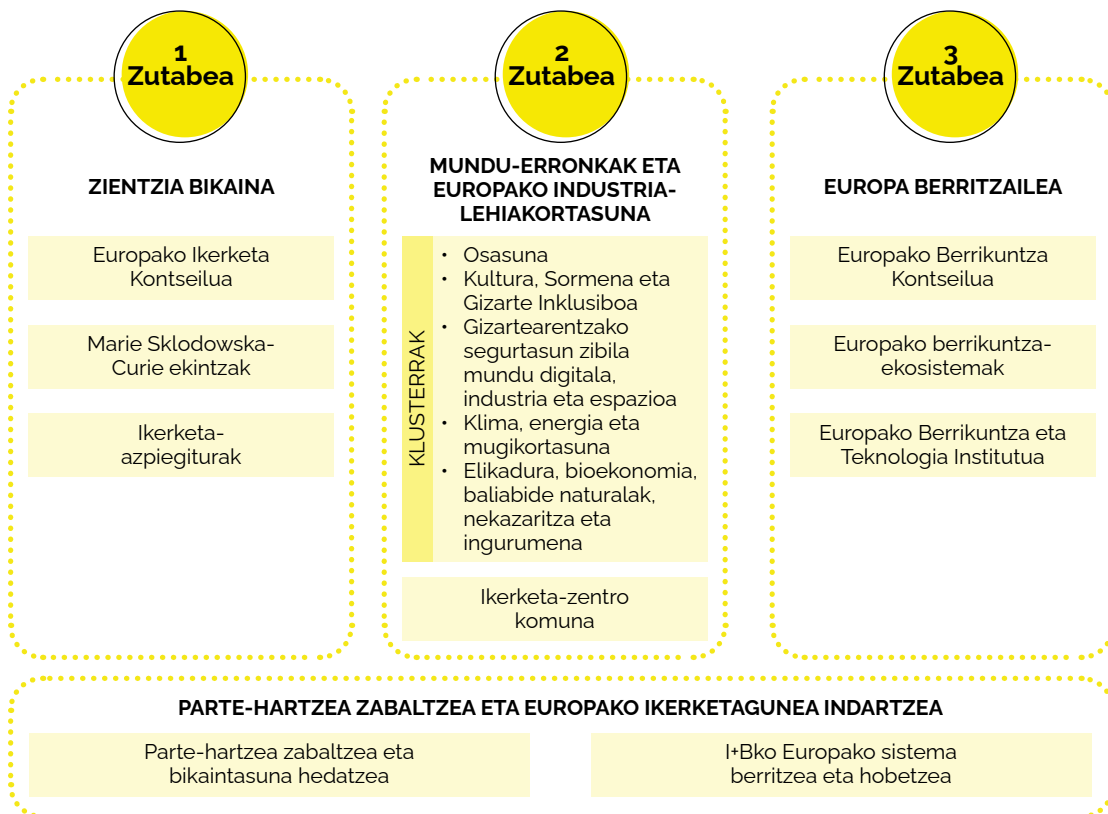 1
Zutabea
ZIENTZIA BIKAINA
Europako Ikerketa
Kontseilua
Marie Sklodowska-
Curie ekintzak
Ikerketa-
azpiegiturak
2
Zutabea
MUNDU-ERRONKAK ETA
EUROPAKO INDUSTRIA-
LEHIAKORTASUNA
KLUSTERRAK
• Osasuna
• Kultura, Sormena eta
Gizarte Inklusiboa
• Gizartearentzako
segurtasun zibila
mundu digitala,
industria eta espazioa
• Klima, energia eta
mugikortasuna
• Elikadura, bioekonomia,
baliabide naturalak,
nekazaritza eta
ingurumena
Ikerketa-zentro
komuna
3
Zutabea
EUROPA BERRITZAILEA
Europako Berrikuntza
Kontseilua
Europako berrikuntza-
ekosistemak
Europako Berrikuntza eta
Teknologia Institutua
PARTE-HARTZEA ZABALTZEA ETA EUROPAKO IKERKETAGUNEA INDARTZEA
Parte-hartzea zabaltzea eta
bikaintasuna hedatzea
I+Bko Europako sistema
berritzea eta hobetzea